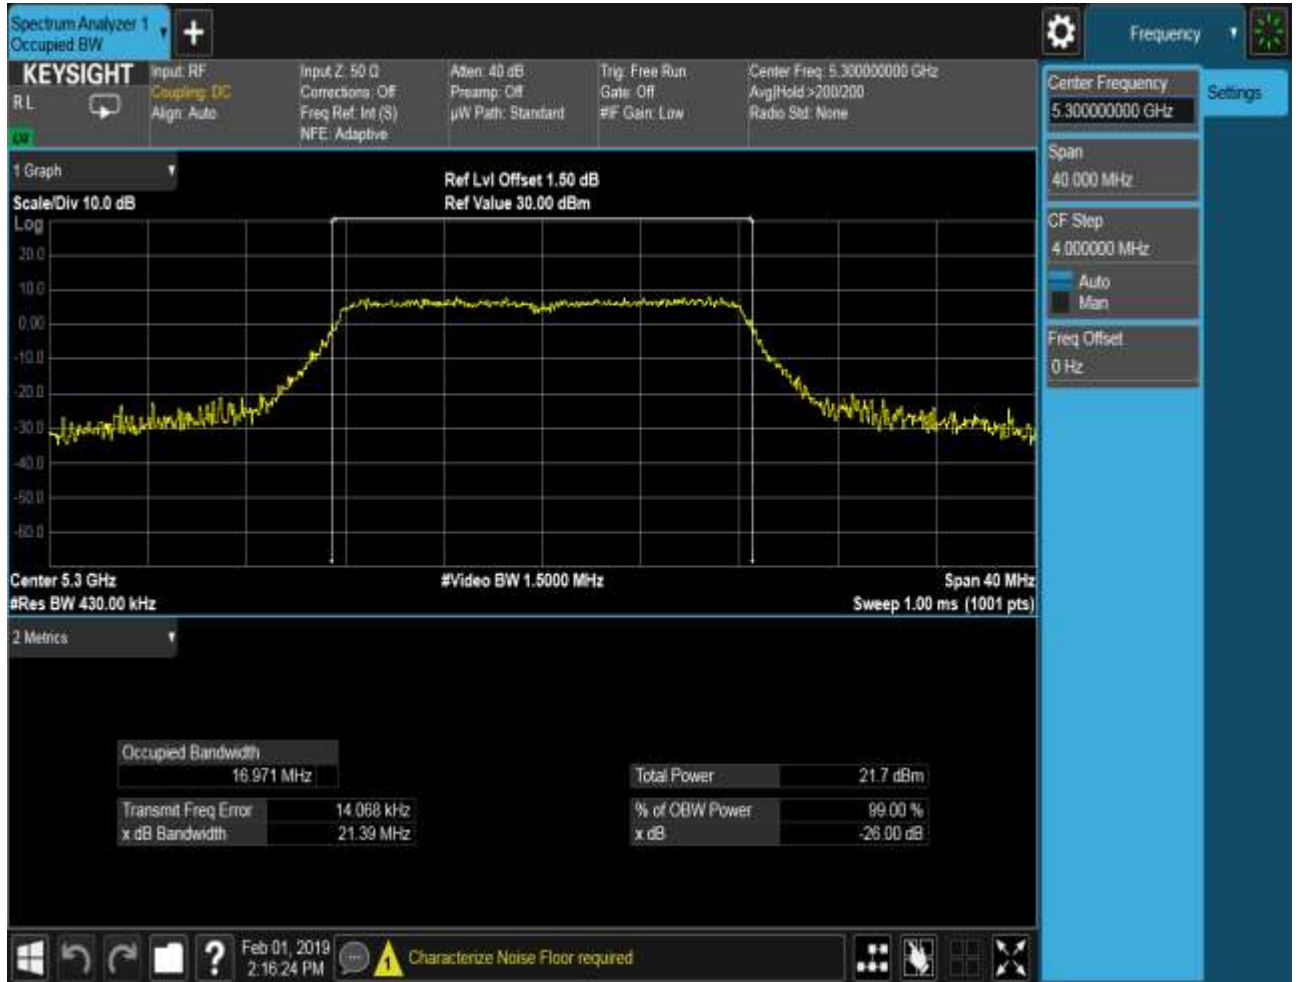 Spectrum Analyzer 1
Occupied BW
+
Frequency
KEYSIGHT
R L
Input: RF
Coupling: DC
Align: Auto
Input Z: 50 Ω
Corrections: Off
Freq Ref: Int (S)
NFE: Adaptive
Atten: 40 dB
Preamp: Off
µW Path: Standard
Trig: Free Run
Gate: Off
#IF Gain: Low
Center Freq: 5.300000000 GHz
Avg|Hold:>200/200
Radio Std: None
Center Frequency
5.300000000 GHz
Settings
Span
40.000 MHz
CF Step
4.000000 MHz
Auto
Man
Freq Offset
0 Hz
1 Graph
Scale/Div 10.0 dB
Ref Lvl Offset 1.50 dB
Ref Value 30.00 dBm
Log
20.0
10.0
0.00
-10.0
-20.0
-30.0
-40.0
-50.0
-60.0
Center 5.3 GHz
#Video BW 1.5000 MHz
Span 40 MHz
#Res BW 430.00 kHz
Sweep 1.00 ms (1001 pts)
2 Metrics
Occupied Bandwidth
16.971 MHz
Total Power 21.7 dBm
Transmit Freq Error 14.068 kHz
% of OBW Power 99.00 %
x dB Bandwidth 21.39 MHz
x dB -26.00 dB
?
Feb 01, 2019
2:16:24 PM
1
Characterize Noise Floor required